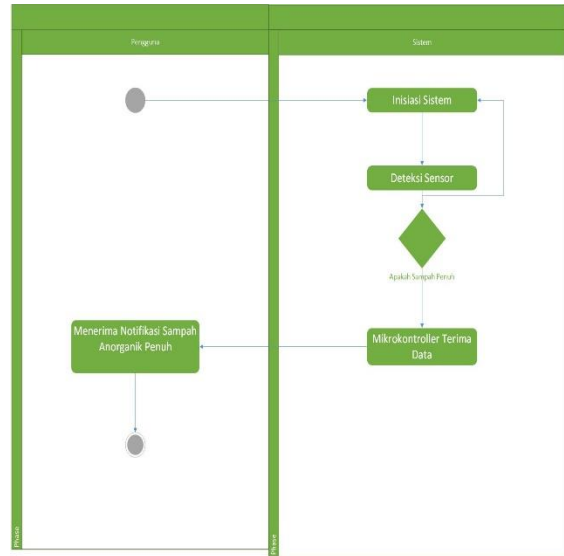 Pengguna
Sistem
Inisiasi Sistem
Deteksi Sensor
Apakah Sampah Penuh
Menerima Notifikasi Sampah
Anorganik Penuh
Mikrokontroller Terima
Data
Phase
Phase